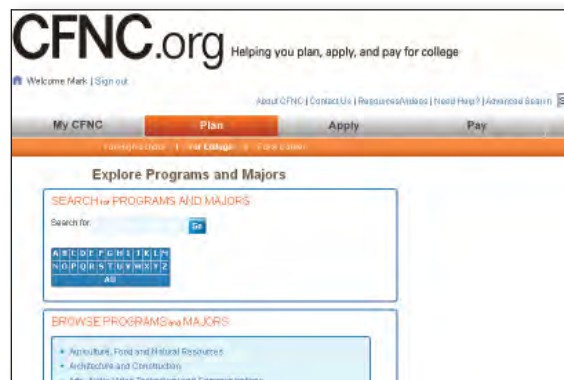 CFNC.org Helping you plan, apply, and pay for college
Welcome Mark | Sign out
About CFNC | Contact Us | Resources/Videos | Need Help? | Advanced Search
My CFNC Plan Apply Pay
For College
Explore Programs and Majors
SEARCH for PROGRAMS AND MAJORS
Search for: Go
A B C D E F G H I J K L M
N O P Q R S T U V W X Y Z
All
BROWSE PROGRAMS and MAJORS
Agriculture, Food and Natural Resources
Architecture and Construction